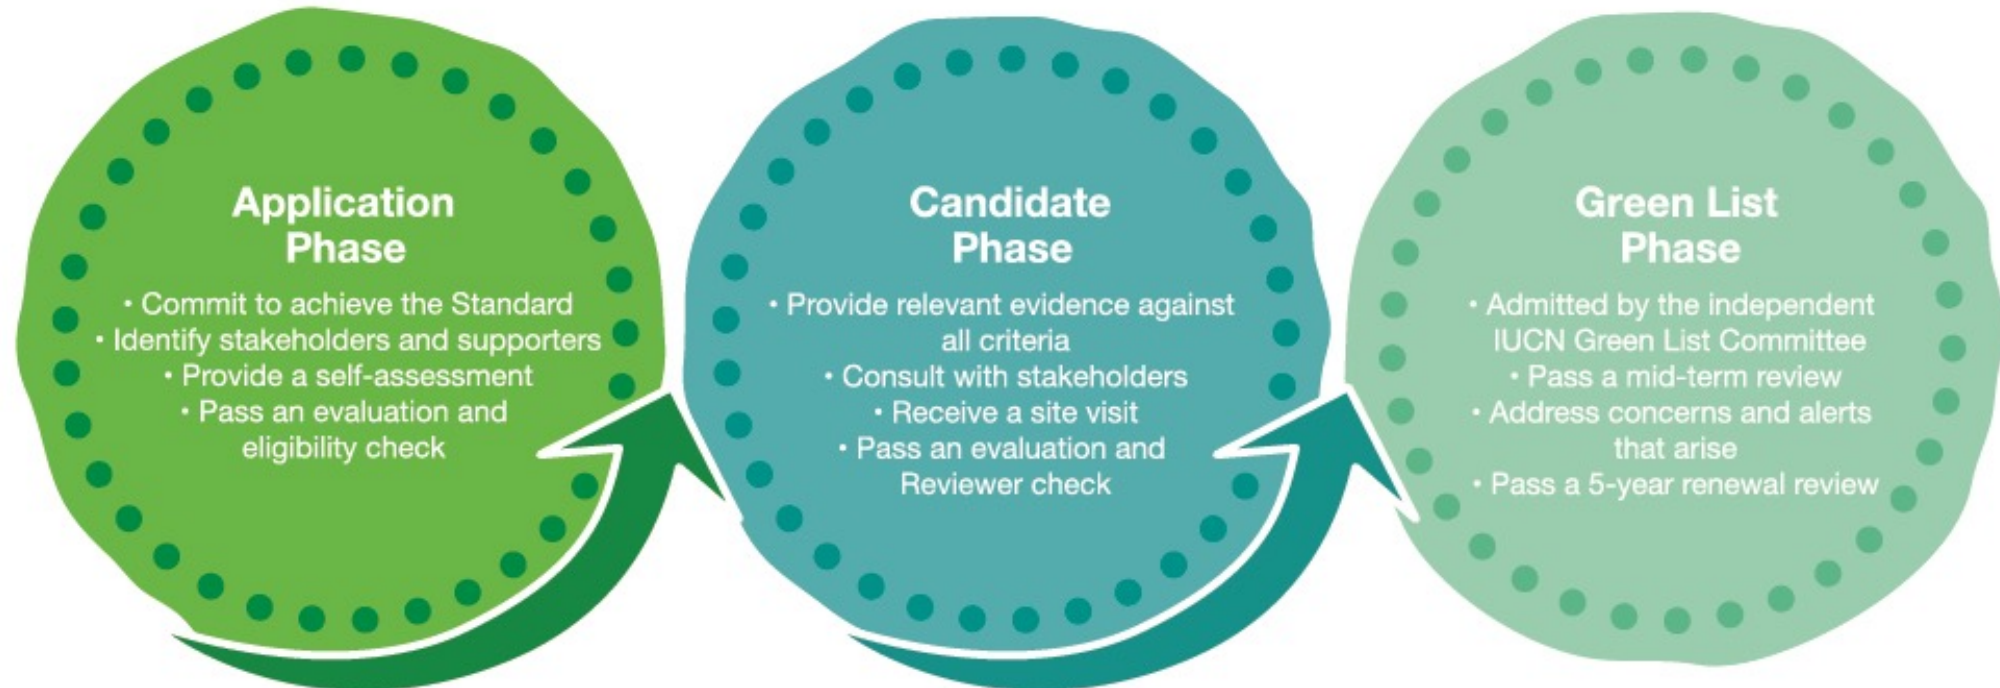 Application
Phase
• Commit to achieve the Standard
• Identify stakeholders and supporters
• Provide a self-assessment
• Pass an evaluation and
eligibility check
Candidate
Phase
• Provide relevant evidence against
all criteria
• Consult with stakeholders
• Receive a site visit
• Pass an evaluation and
Reviewer check
Green List
Phase
• Admitted by the independent
IUCN Green List Committee
• Pass a mid-term review
• Address concerns and alerts
that arise
• Pass a 5-year renewal review